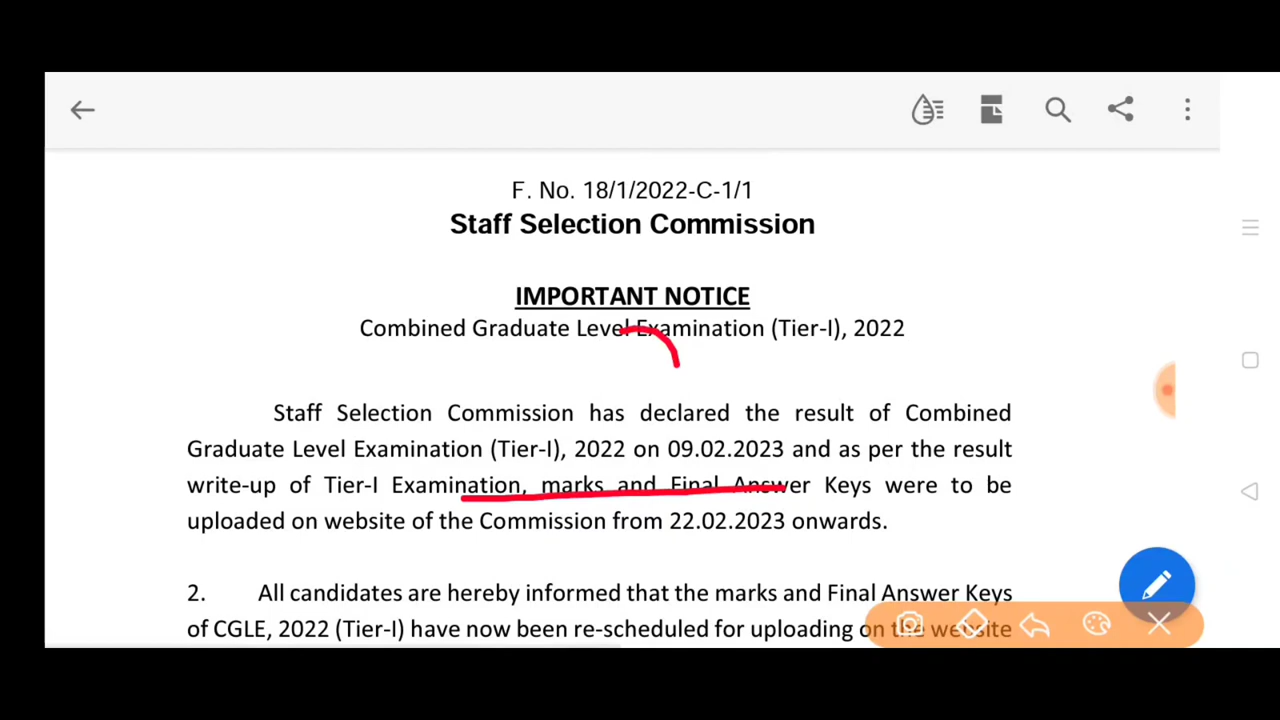 F. No. 18/1/2022-C-1/1
Staff Selection Commission
IMPORTANT NOTICE
Combined Graduate Level Examination (Tier-I), 2022
Staff Selection Commission has declared the result of Combined
Graduate Level Examination (Tier-I), 2022 on 09.02.2023 and as per the result
write-up of Tier-I Examination, marks and Final Answer Keys were to be
uploaded on website of the Commission from 22.02.2023 onwards.
2. All candidates are hereby informed that the marks and Final Answer Keys
of CGLE, 2022 (Tier-I) have now been re-scheduled for uploading on the website